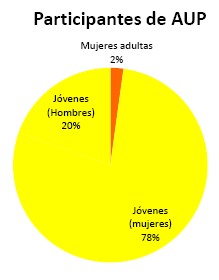 Participantes de AUP
Mujeres adultas
2%
Jóvenes
(Hombres)
20%
Jóvenes
(mujeres)
78%